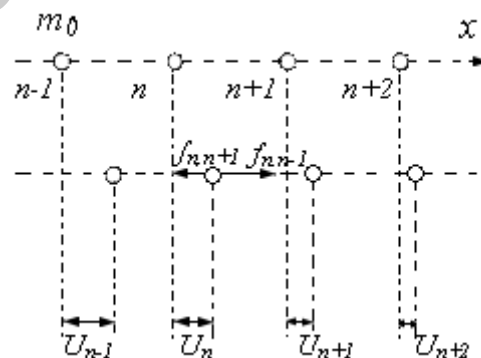 m₀ x
n-1 n n+1 n+2
fₙₙ₊₁ fₙₙ₋₁
Uₙ₋₁ Uₙ Uₙ₊₁ Uₙ₊₂